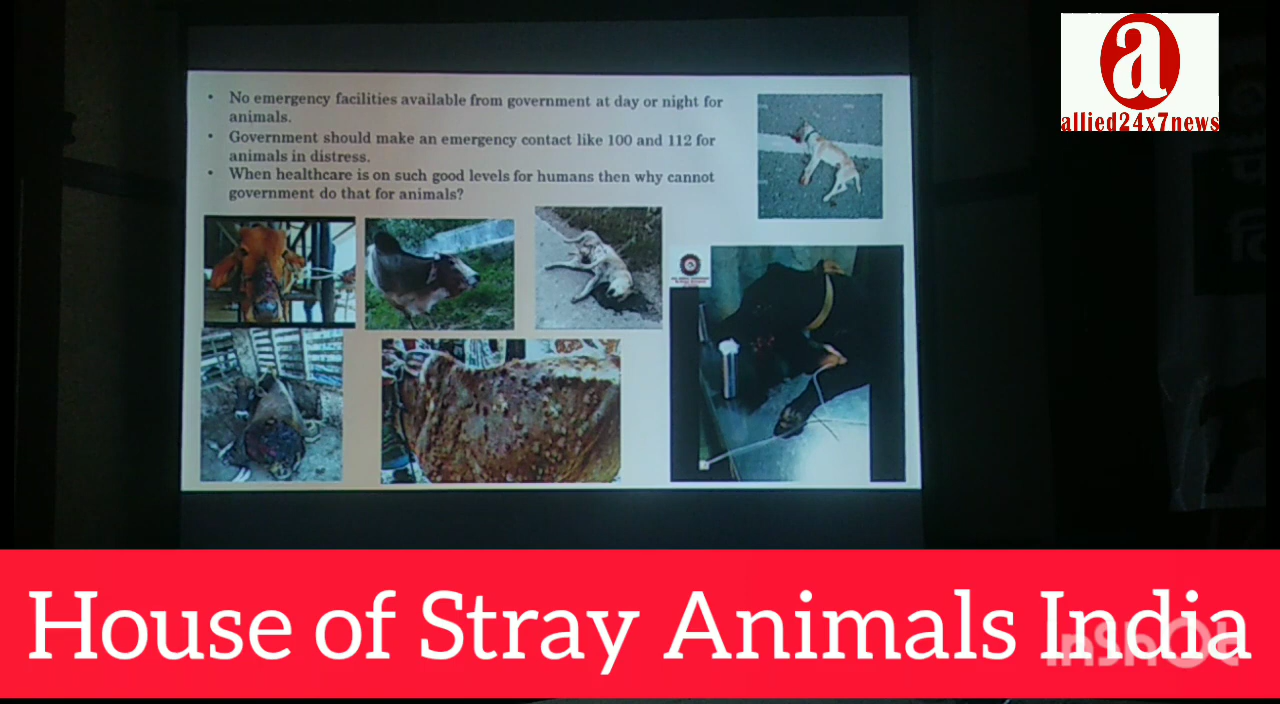 a
allied24x7news
• No emergency facilities available from government at day or night for
animals.
• Government should make an emergency contact like 100 and 112 for
animals in distress.
• When healthcare is on such good levels for humans then why cannot
government do that for animals?
House of Stray Animals India
InShOt